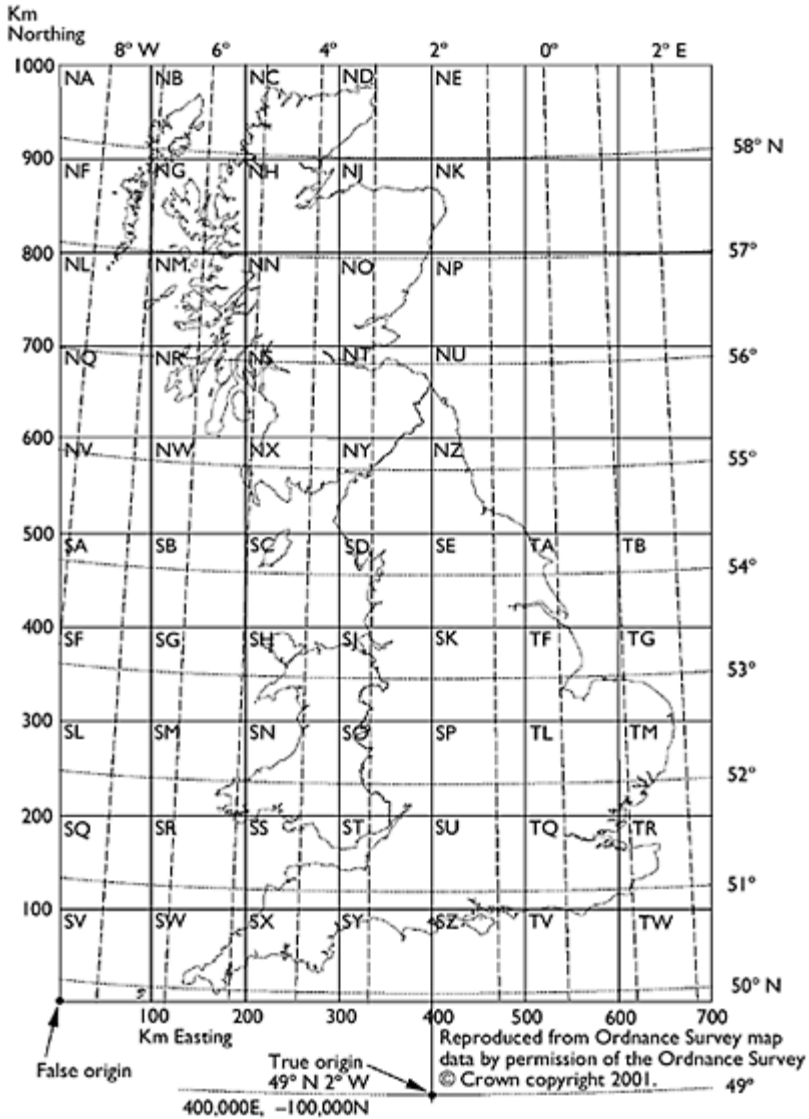 Km
Northing
8° W 6° 4° 2° 0° 2° E
1000
NA NB NC ND NE
58° N
900
NF NG NH NJ NK
57°
800
NL NM NN NO NP
700
NQ NR NS NT NU
56°
600
NV NW NX NY NZ
55°
500
SA SB SC SD SE TA TB
54°
400
SF SG SH SJ SK TF TG
53°
300
SL SM SN SO SP TL TM
52°
200
SQ SR SS ST SU TQ TR
51°
100
SV SW SX SY SZ TV TW
50° N
100 200 300 400 500 600 700
Km Easting
False origin
True origin
49° N 2° W
400,000E, –100,000N
Reproduced from Ordnance Survey map
data by permission of the Ordnance Survey
© Crown copyright 2001.
49°